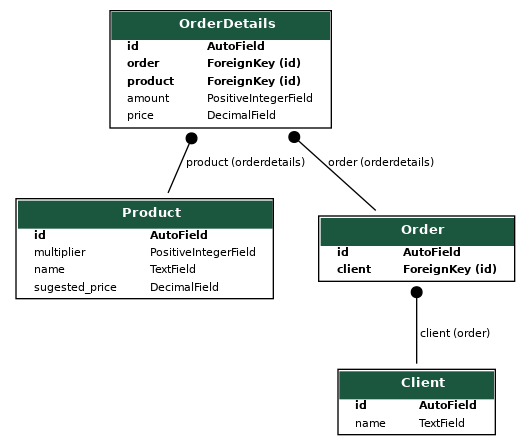 OrderDetails
id AutoField
order ForeignKey (id)
product ForeignKey (id)
amount PositiveIntegerField
price DecimalField
product (orderdetails)
order (orderdetails)
Product
id AutoField
multiplier PositiveIntegerField
name TextField
sugested_price DecimalField
Order
id AutoField
client ForeignKey (id)
client (order)
Client
id AutoField
name TextField